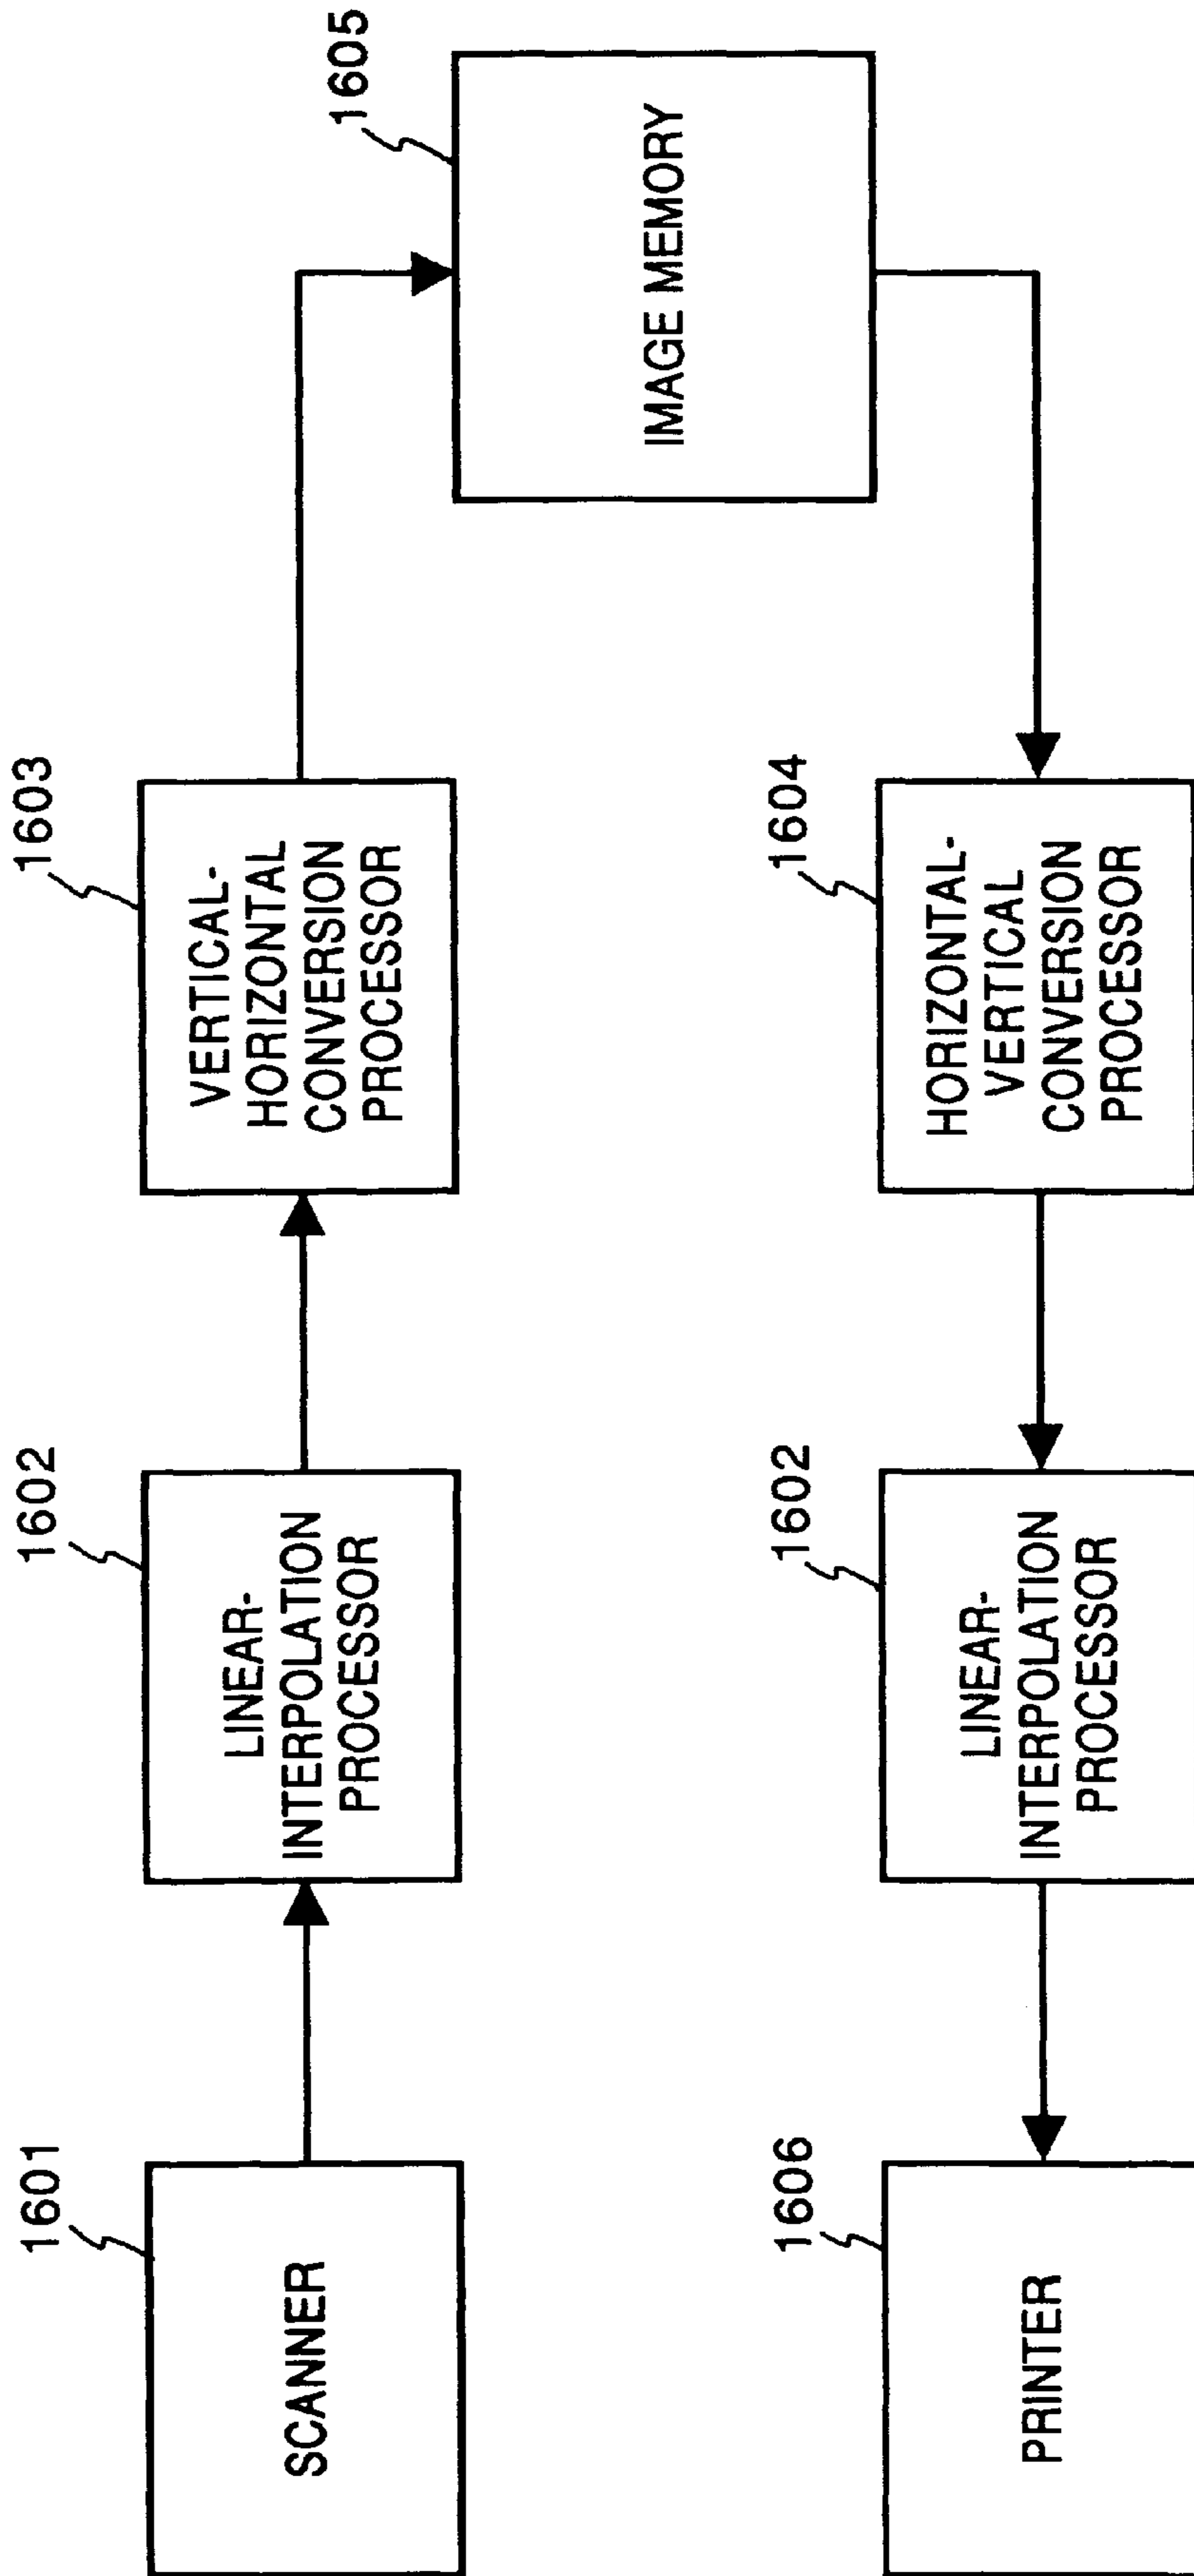 1601
SCANNER
1602
LINEAR-
INTERPOLATION
PROCESSOR
1603
VERTICAL-
HORIZONTAL
CONVERSION
PROCESSOR
1605
IMAGE MEMORY
1604
HORIZONTAL-
VERTICAL
CONVERSION
PROCESSOR
1602
LINEAR-
INTERPOLATION
PROCESSOR
1606
PRINTER